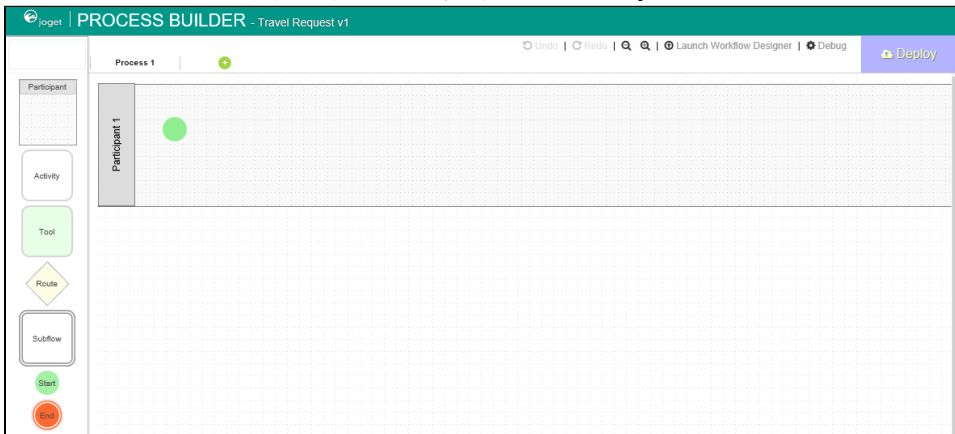 joget | PROCESS BUILDER - Travel Request v1
Undo | Redo | | Launch Workflow Designer | Debug
Deploy
Process 1
Participant
Participant 1
Activity
Tool
Route
Subflow
Start
End